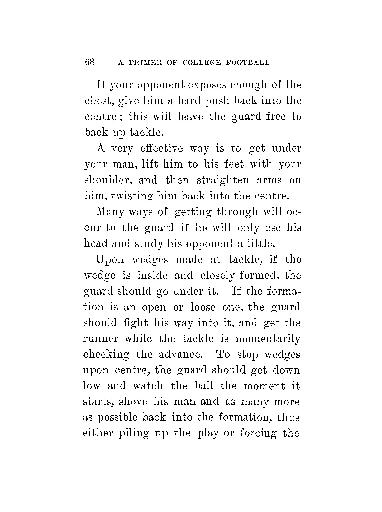 68 A PRIMER OF COLLEGE FOOTBALL
If your opponent exposes enough of the
chest, give him a hard push back into the
centre; this will leave the guard free to
back up tackle.
A very effective way is to get under
your man, lift him to his feet with your
shoulder, and then straighten arms on
him, twisting him back into the centre.
Many ways of getting through will oc-
cur to the guard if he will only use his
head and study his opponent a little.
Upon wedges made at tackle, if the
wedge is inside and closely formed, the
guard should go under it. If the forma-
tion is an open or loose one, the guard
should fight his way into it, and get the
runner while the tackle is momentarily
checking the advance. To stop wedges
upon centre, the guard should get down
low and watch the ball the moment it
starts, shove his man and as many more
as possible back into the formation, thus
either piling up the play or forcing the